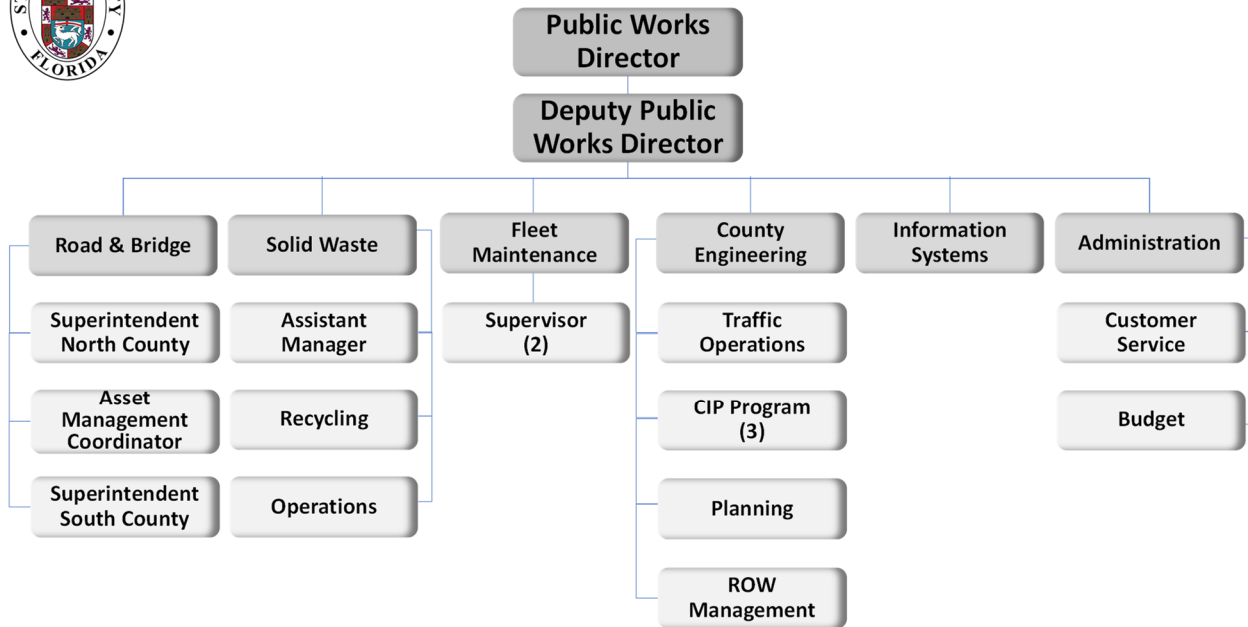 FLORIDA
Public Works
Director
Deputy Public
Works Director
Road & Bridge
Solid Waste
Fleet
Maintenance
County
Engineering
Information
Systems
Administration
Superintendent
North County
Assistant
Manager
Supervisor
(2)
Traffic
Operations
Customer
Service
Asset
Management
Coordinator
Recycling
CIP Program
(3)
Budget
Superintendent
South County
Operations
Planning
ROW
Management